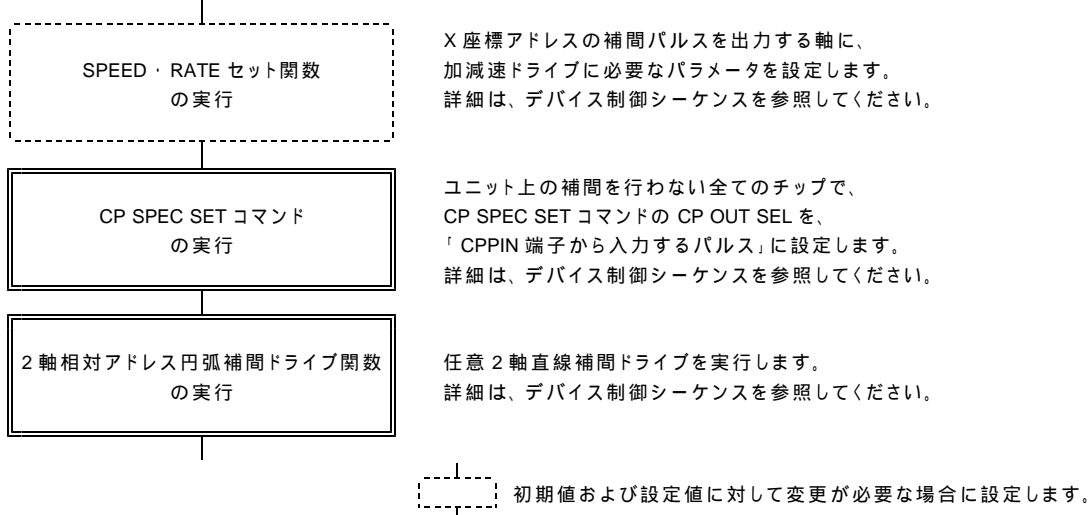 SPEED・RATE セット関数
の実行
X 座標アドレスの補間パルスを出力する軸に、
加減速ドライブに必要なパラメータを設定します。
詳細は、デバイス制御シーケンスを参照してください。
CP SPEC SET コマンド
の実行
ユニット上の補間を行わない全てのチップで、
CP SPEC SET コマンドの CP OUT SEL を、
「CPPIN 端子から入力するパルス」に設定します。
詳細は、デバイス制御シーケンスを参照してください。
2 軸相対アドレス円弧補間ドライブ関数
の実行
任意 2 軸直線補間ドライブを実行します。
詳細は、デバイス制御シーケンスを参照してください。
初期値および設定値に対して変更が必要な場合に設定します。